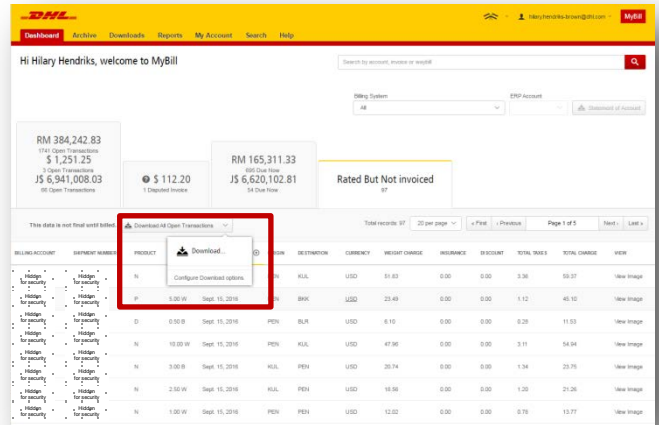 DHL
hilary.hendriks-brown@dhl.com MyBill
Dashboard Archive Downloads Reports My Account Search Help
Hi Hilary Hendriks, welcome to MyBill
Search by account, invoice or waybill
Billing System ERP Account
All Statement of Account
RM 384,242.83
1741 Open Transactions
$ 1,251.25
3 Open Transactions
J$ 6,941,008.03
88 Open Transactions
$ 112.20
1 Disputed Invoice
RM 165,311.33
695 Due Now
J$ 6,620,102.81
54 Due Now
Rated But Not invoiced
97
This data is not final until billed. Download All Open Transactions Total records: 97 20 per page « First ‹ Previous Page 1 of 5 Next › Last »
Download...
Configure Download options
BILLING ACCOUNT SHIPMENT NUMBER PRODUCT ORIGIN DESTINATION CURRENCY WEIGHT CHARGE INSURANCE DISCOUNT TOTAL TAXES TOTAL CHARGE VIEW
Hidden for security Hidden for security N KUL USD 51.83 0.00 0.00 3.36 59.37 View Image
Hidden for security Hidden for security P 5.00 W Sept. 15, 2016 BKK USD 23.49 0.00 0.00 1.12 45.10 View Image
Hidden for security Hidden for security D 0.50 B Sept. 15, 2016 PEN BLR USD 6.10 0.00 0.00 0.28 11.53 View Image
Hidden for security Hidden for security N 10.00 W Sept. 15, 2016 PEN KUL USD 47.96 0.00 0.00 3.11 54.94 View Image
Hidden for security Hidden for security N 3.00 B Sept. 15, 2016 KUL PEN USD 20.74 0.00 0.00 1.34 23.75 View Image
Hidden for security Hidden for security N 2.50 W Sept. 15, 2016 KUL PEN USD 18.56 0.00 0.00 1.20 21.26 View Image
Hidden for security Hidden for security N 1.00 W Sept. 15, 2016 PEN PEN USD 12.02 0.00 0.00 0.78 13.77 View Image